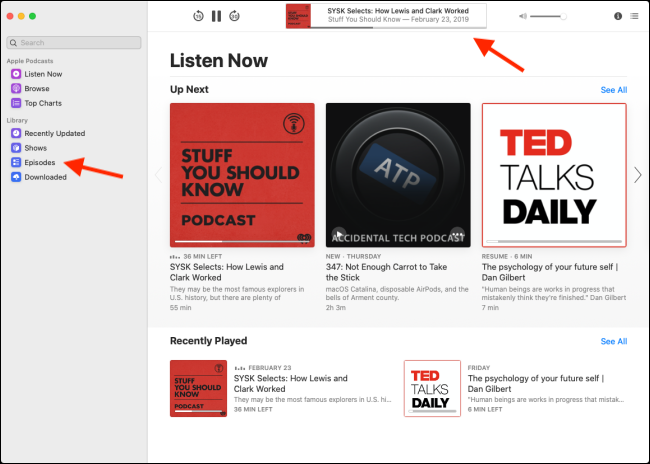 15
30
SYSK Selects: How Lewis and Clark Worked
Stuff You Should Know — February 23, 2019
Search
Apple Podcasts
Listen Now
Browse
Top Charts
Library
Recently Updated
Shows
Episodes
Downloaded
Listen Now
Up Next
See All
STUFF
YOU SHOULD
KNOW
PODCAST
36 MIN LEFT
SYSK Selects: How Lewis and
Clark Worked
They may be the most famous explorers in
U.S. history, but there are plenty of
55 min
ATP
ACCIDENTAL TECH PODCAST
NEW · THURSDAY
347: Not Enough Carrot to Take
the Stick
macOS Catalina, disposable AirPods, and the
bells of Arment county.
2h 3m
TED
TALKS
DAILY
RESUME · 6 MIN
The psychology of your future self |
Dan Gilbert
"Human beings are works in progress that
mistakenly think they're finished." Dan Gilbert
7 min
Recently Played
See All
STUFF
YOU SHOULD
KNOW
PODCAST
FEBRUARY 23
SYSK Selects: How Lewis and
Clark Worked
They may be the most famous explorers in U.S. hi...
36 MIN LEFT
TED
TALKS
DAILY
FRIDAY
The psychology of your future self |
Dan Gilbert
"Human beings are works in progress that mistak...
6 MIN LEFT